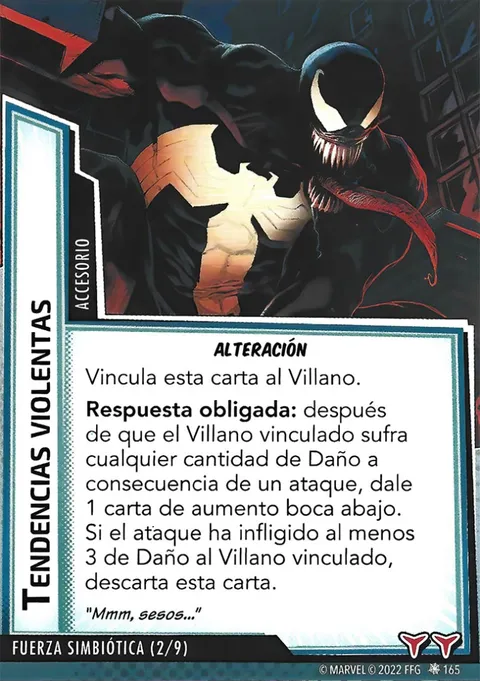 TENDENCIAS VIOLENTAS
ACCESORIO
ALTERACIÓN
Vincula esta carta al Villano.
Respuesta obligada: después
de que el Villano vinculado sufra
cualquier cantidad de Daño a
consecuencia de un ataque, dale
1 carta de aumento boca abajo.
Si el ataque ha infligido al menos
3 de Daño al Villano vinculado,
descarta esta carta.
"Mmm, sesos..."
FUERZA SIMBIÓTICA (2/9)
© MARVEL © 2022 FFG 165